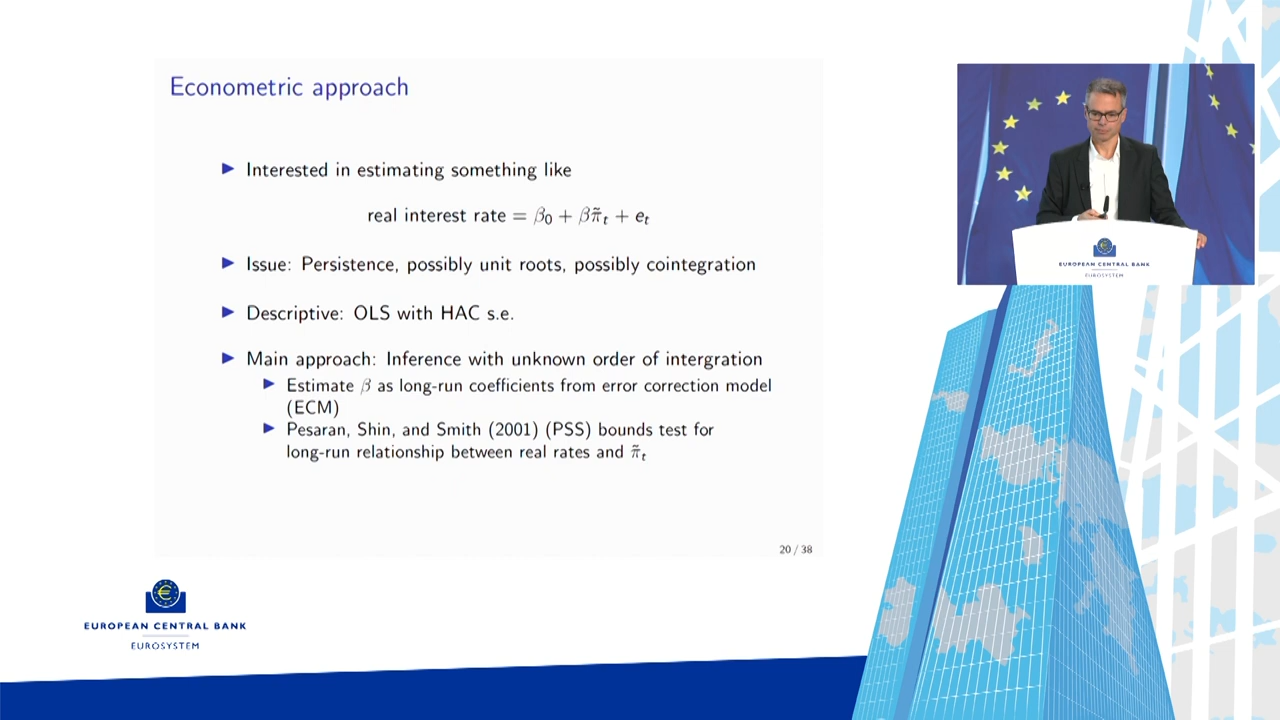 Econometric approach
▶ Interested in estimating something like
real interest rate = β₀ + βπ̃ₜ + eₜ
▶ Issue: Persistence, possibly unit roots, possibly cointegration
▶ Descriptive: OLS with HAC s.e.
▶ Main approach: Inference with unknown order of intergration
▶ Estimate β as long-run coefficients from error correction model
(ECM)
▶ Pesaran, Shin, and Smith (2001) (PSS) bounds test for
long-run relationship between real rates and π̃ₜ
20 / 38
EUROPEAN CENTRAL BANK
EUROSYSTEM
EUROPEAN CENTRAL BANK
EUROSYSTEM